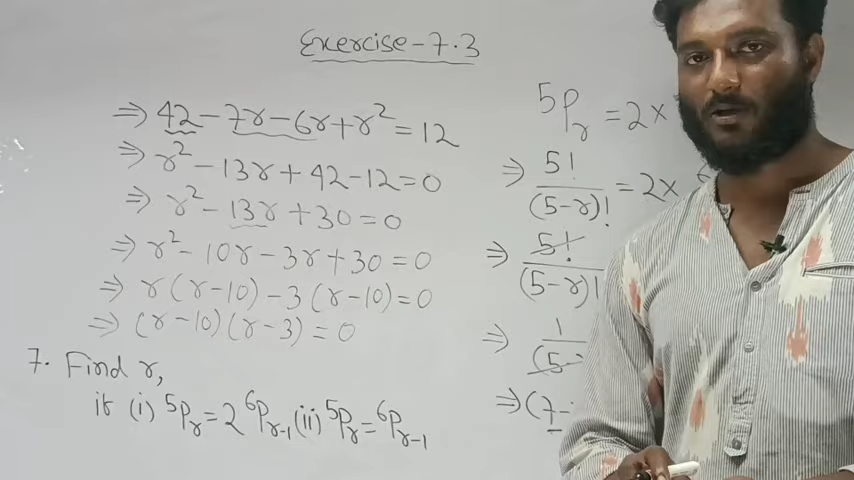 Exercise-7.3
⇒ 42-7r-6r+r²=12
⇒ r²-13r+42-12=0
⇒ r²-13r+30=0
⇒ r²-10r-3r+30=0
⇒ r(r-10)-3(r-10)=0
⇒ (r-10)(r-3)=0
7. Find r,
if (i) ⁵Pᵣ=2 ⁶Pᵣ₋₁ (ii) ⁵Pᵣ=⁶Pᵣ₋₁
⁵Pᵣ=2×
⇒ 5!/(5-r)! =2×
⇒ 5!/(5-r)!
⇒ 1/(5-
⇒(7-